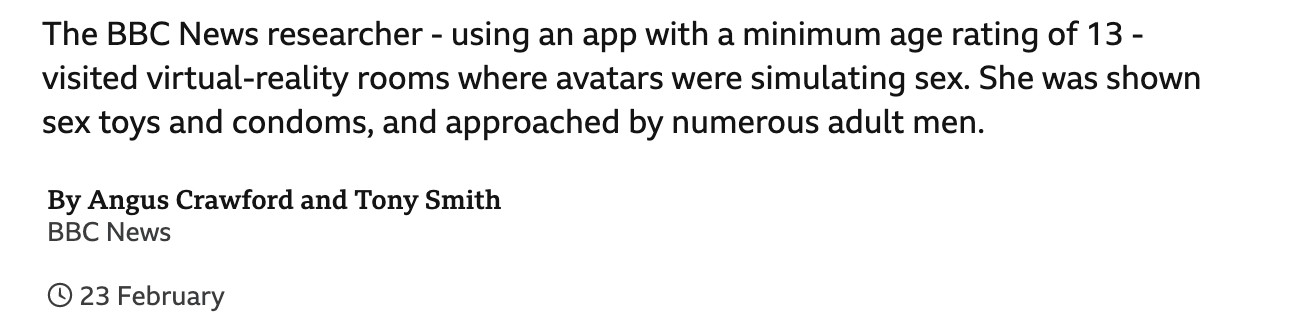 The BBC News researcher - using an app with a minimum age rating of 13 -
visited virtual-reality rooms where avatars were simulating sex. She was shown
sex toys and condoms, and approached by numerous adult men.
By Angus Crawford and Tony Smith
BBC News
23 February